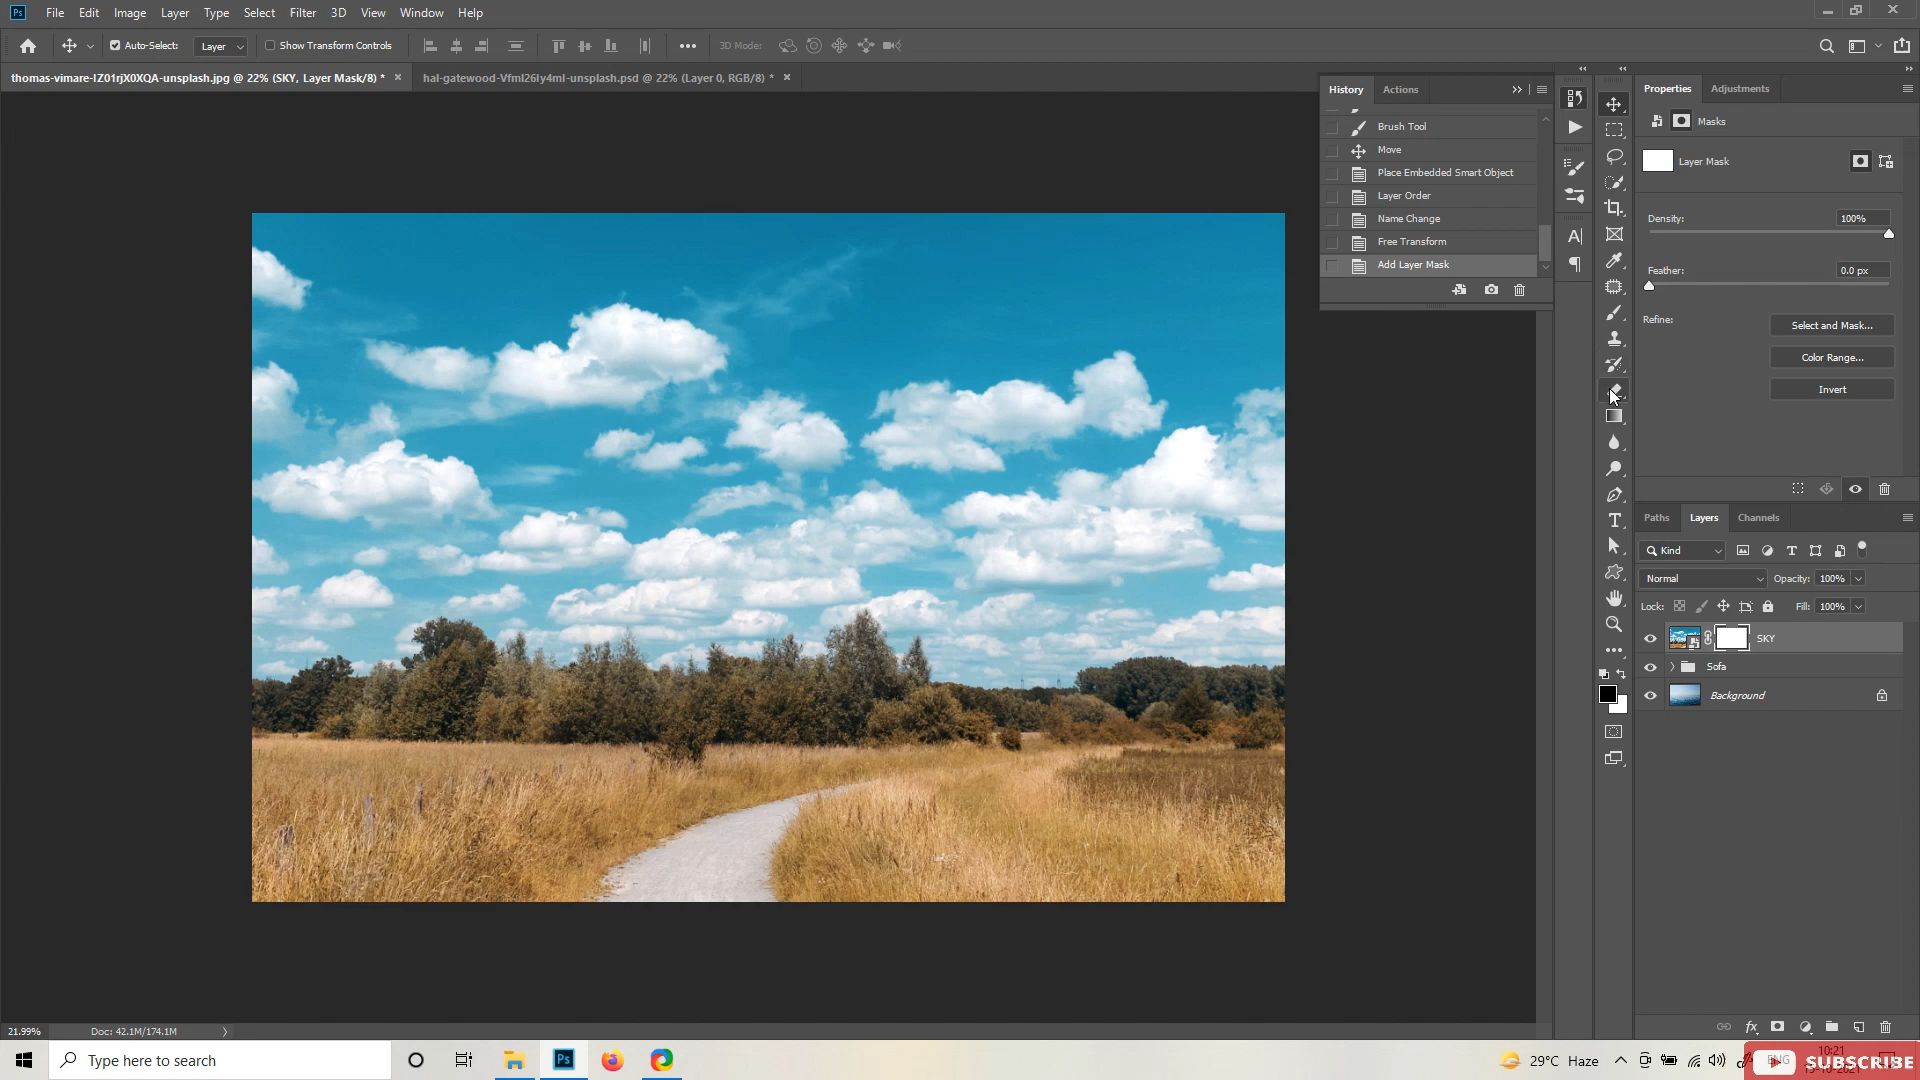 Ps File Edit Image Layer Type Select Filter 3D View Window Help
Auto-Select: Layer Show Transform Controls 3D Mode:
thomas-vimare-IZ01rjX0XQA-unsplash.jpg @ 22% (SKY, Layer Mask/8) * × hal-gatewood-VfmI26Iy4mI-unsplash.psd @ 22% (Layer 0, RGB/8) * ×
History Actions
Brush Tool
Move
Place Embedded Smart Object
Layer Order
Name Change
Free Transform
Add Layer Mask
Properties Adjustments
Masks
Layer Mask
Density: 100%
Feather: 0.0 px
Refine: Select and Mask...
Color Range...
Invert
Paths Layers Channels
Kind
Normal Opacity: 100%
Lock: Fill: 100%
SKY
Sofa
Background
21.99% Doc: 42.1M/174.1M
Type here to search
Ps
29°C Haze
ENG
10:21
SUBSCRIBE